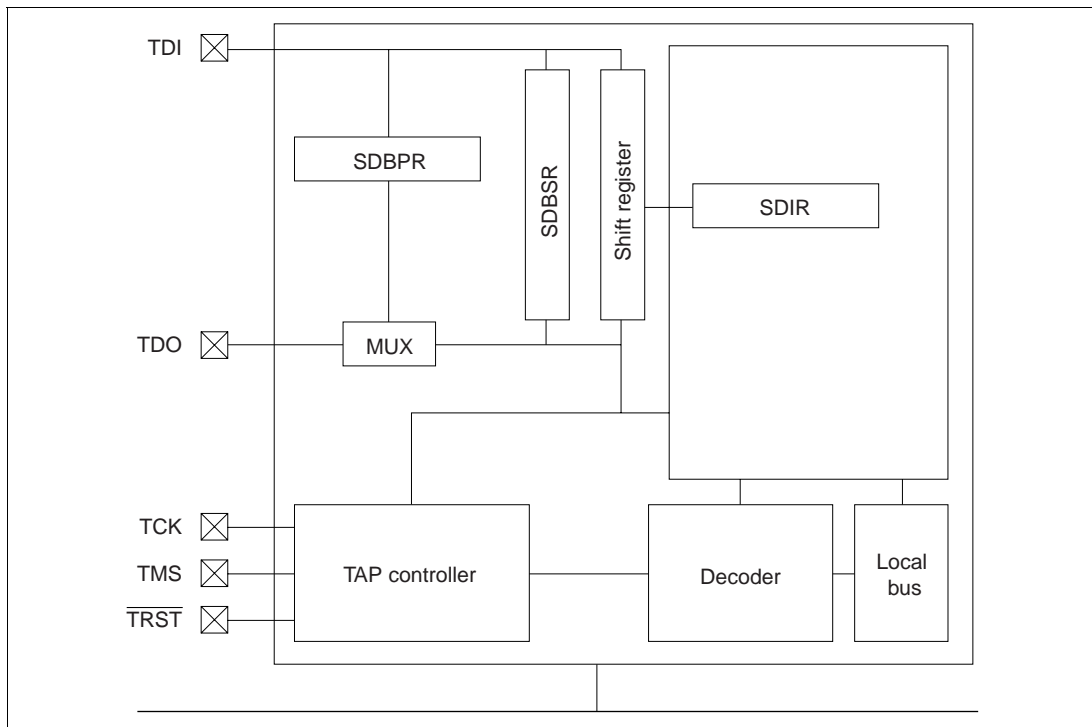 TDI
SDBPR
SDBSR
Shift register
SDIR
TDO
MUX
TCK
TMS
TRST
TAP controller
Decoder
Local
bus